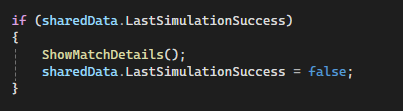 if (sharedData.LastSimulationSuccess)
{
    ShowMatchDetails();
    sharedData.LastSimulationSuccess = false;
}